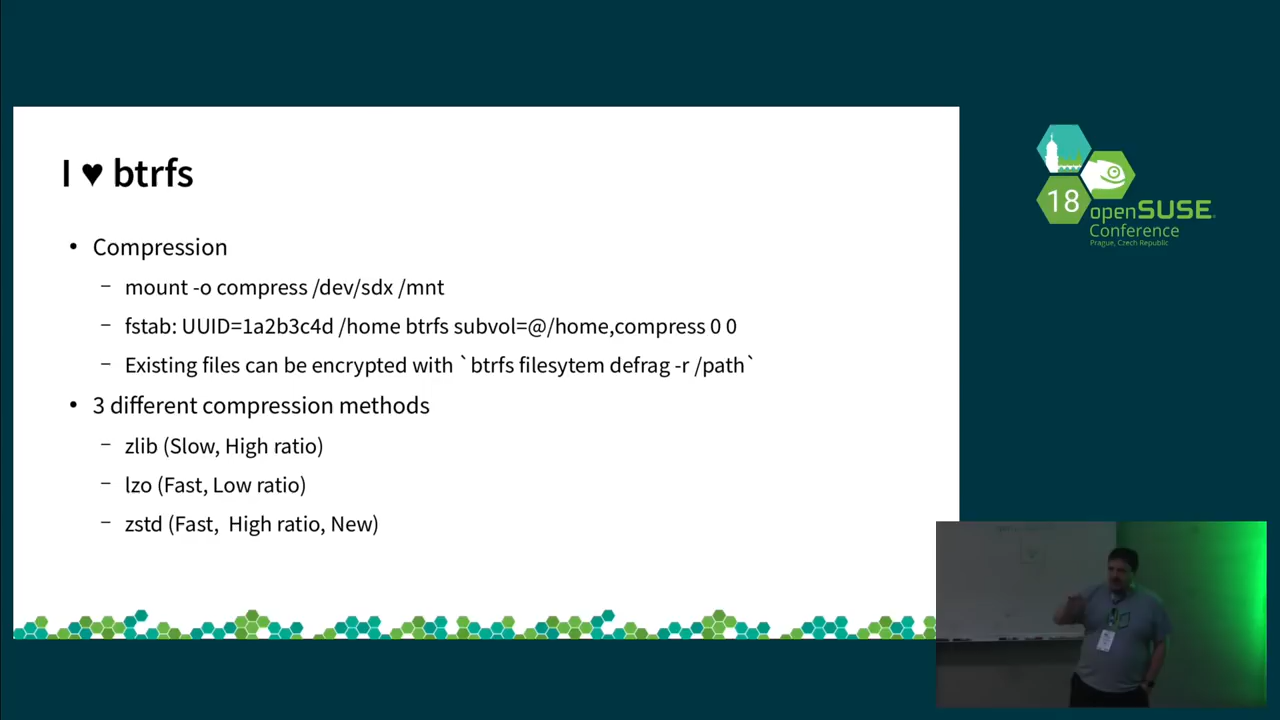 I ♥ btrfs
• Compression
– mount -o compress /dev/sdx /mnt
– fstab: UUID=1a2b3c4d /home btrfs subvol=@/home,compress 0 0
– Existing files can be encrypted with `btrfs filesytem defrag -r /path`
• 3 different compression methods
– zlib (Slow, High ratio)
– lzo (Fast, Low ratio)
– zstd (Fast,  High ratio, New)
18
openSUSE
Conference
Prague, Czech Republic